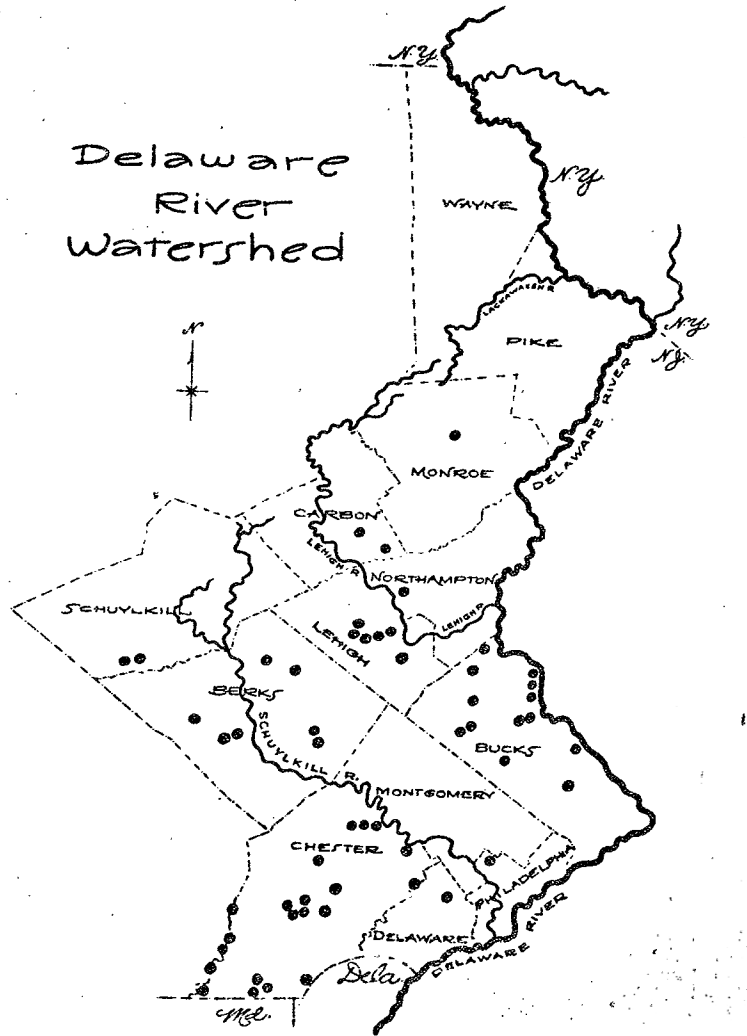 N.Y.
Delaware
River
Watershed
N.Y.
WAYNE
N
LACKAWAXEN R.
N.Y.
N.J.
PIKE
DELAWARE RIVER
MONROE
CARBON
LEHIGH R.
NORTHAMPTON
SCHUYLKILL
LEHIGH R.
LEHIGH
BERKS
SCHUYLKILL R.
BUCKS
MONTGOMERY
CHESTER
PHILADELPHIA
DELAWARE
DELAWARE RIVER
Dela.
Md.